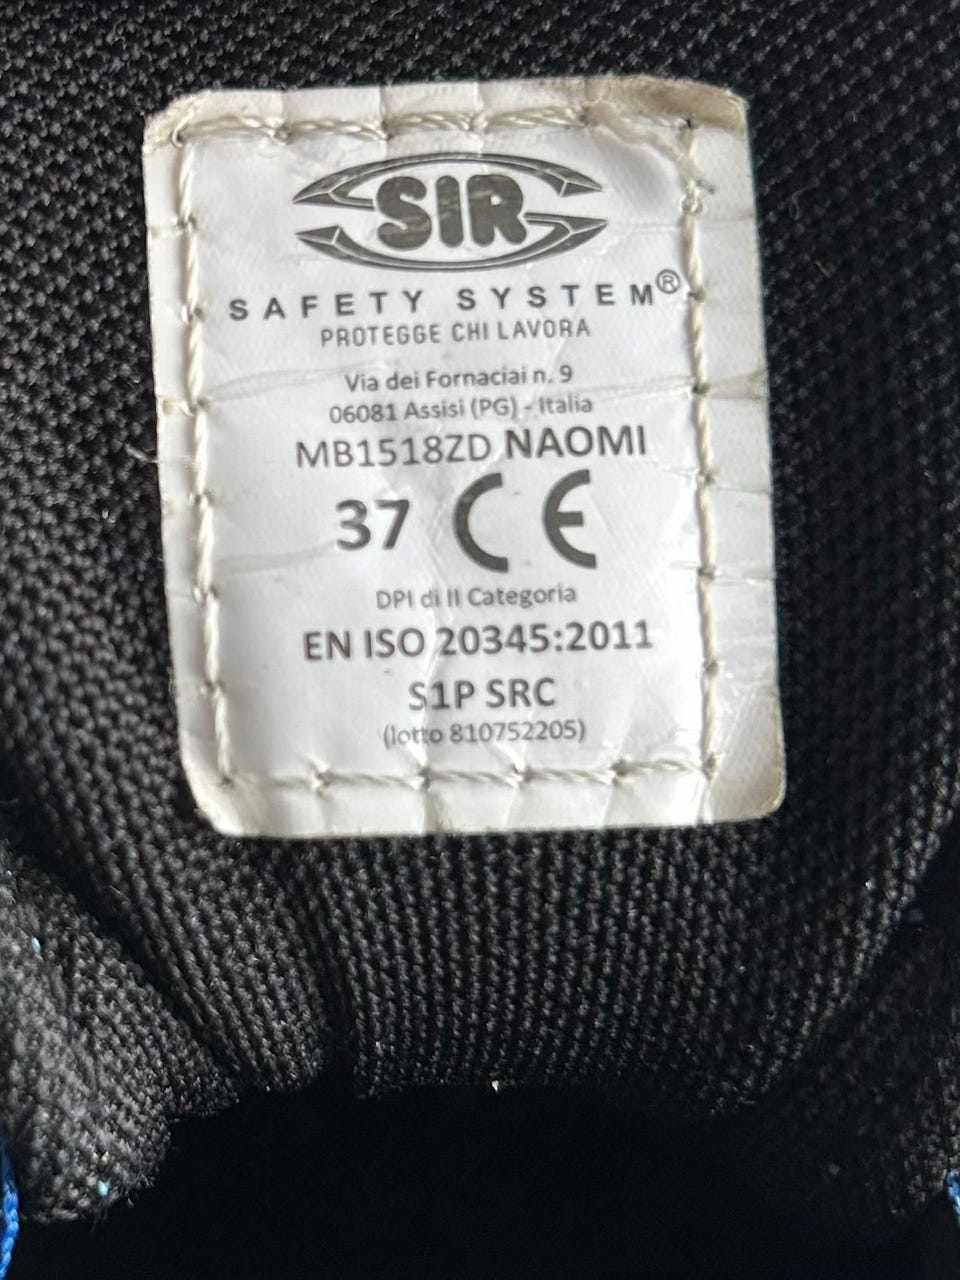 SIR
SAFETY SYSTEM®
PROTEGGE CHI LAVORA
Via dei Fornaciai n. 9
06081 Assisi (PG) - Italia
MB1518ZD NAOMI
37 CE
DPI di II Categoria
EN ISO 20345:2011
S1P SRC
(lotto 810752205)